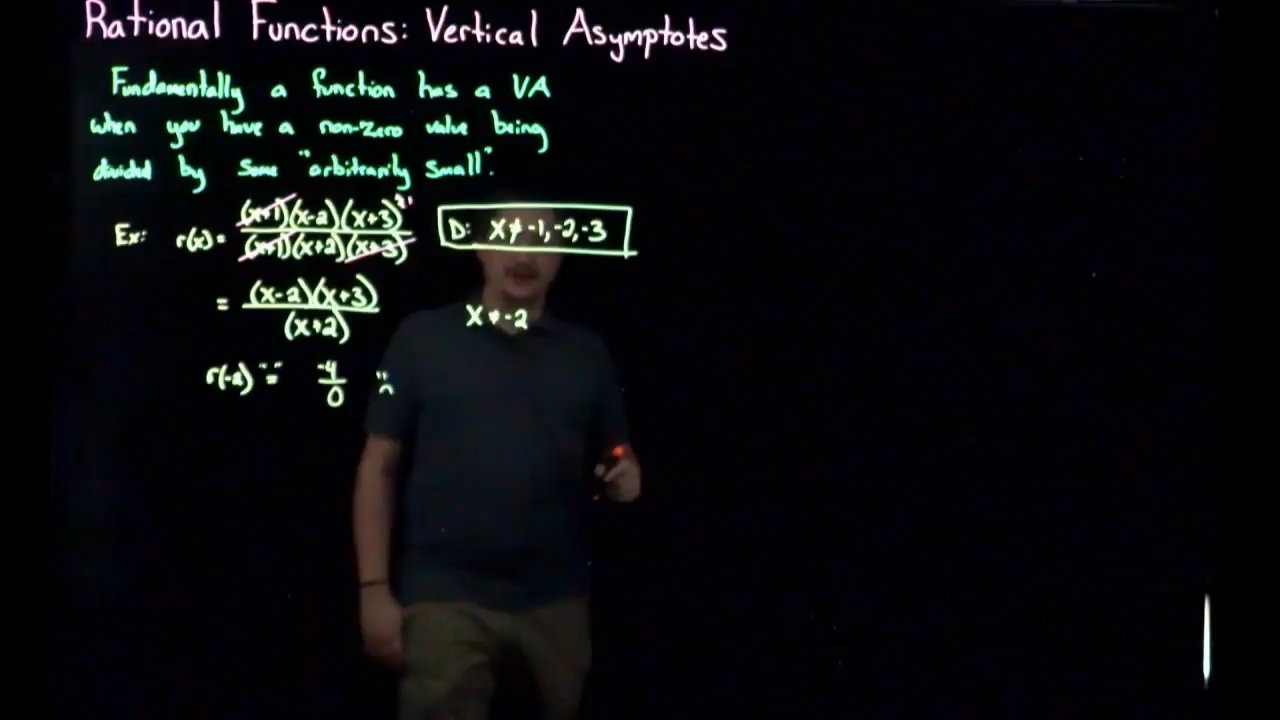 Rational Functions: Vertical Asymptotes
Fundamentally a function has a VA
when you have a non-zero value being
divided by some "arbitrarily small".
Ex: r(x) = (x+1)(x-2)(x+3)² / (x+1)(x+2)(x+3) D: x ≠ -1, -2, -3
= (x-2)(x+3) / (x+2) x ≠ -2
r(-2) "=" -4/0